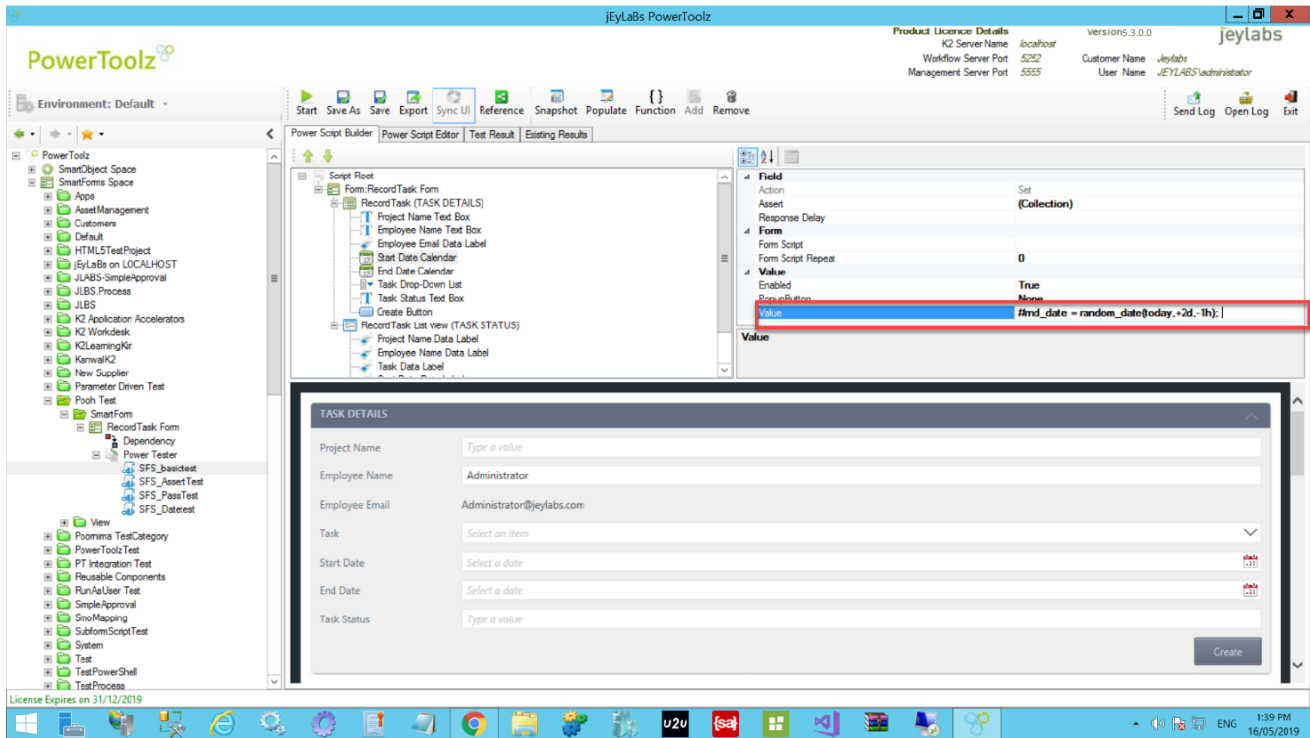 jEyLaBs PowerToolz
PowerToolz
Product Licence Details
K2 Server Name localhost
Workflow Server Port 5252
Management Server Port 5555
Version5.3.0.0
Customer Name Jeylabs
User Name JEYLABS\administrator
jeylabs
Environment: Default
Start Save As Save Export Sync UI Reference Snapshot Populate Function Add Remove
Send Log Open Log Exit
Power Script Builder Power Script Editor Test Result Existing Results
PowerToolz
SmartObject Space
SmartForms Space
Apps
AssetManagement
Customers
Default
HTML5TestProject
jEyLaBs on LOCALHOST
JLABS-SimpleApproval
JLBS.Process
JLBS
K2 Application Accelerators
K2 Workdesk
K2LearningKit
KanwalK2
New Supplier
Parameter Driven Test
Pooh Test
SmartForm
RecordTask Form
Dependency
Power Tester
SFS_basictest
SFS_AssertTest
SFS_PassTest
SFS_Datetest
View
Poornima TestCategory
PowerToolzTest
PT Integration Test
Reusable Components
RunAsUser Test
SimpleApproval
SmoMapping
SubformScriptTest
System
Test
TestPowerShell
TestProcess
Script Root
Form:RecordTask Form
RecordTask (TASK DETAILS)
Project Name Text Box
Employee Name Text Box
Employee Email Data Label
Start Date Calendar
End Date Calendar
Task Drop-Down List
Task Status Text Box
Create Button
RecordTask List view (TASK STATUS)
Project Name Data Label
Employee Name Data Label
Task Data Label
Field
Action Set
Assert (Collection)
Response Delay
Form
Form Script
Form Script Repeat 0
Value
Enabled True
PopupButton None
Value #rnd_date = random_date(today,+2d,-1h);
Value
TASK DETAILS
Project Name Type a value
Employee Name Administrator
Employee Email Administrator@jeylabs.com
Task Select an item
Start Date Select a date
End Date Select a date
Task Status Type a value
Create
License Expires on 31/12/2019
U2U {sa}
ENG
1:39 PM
16/05/2019